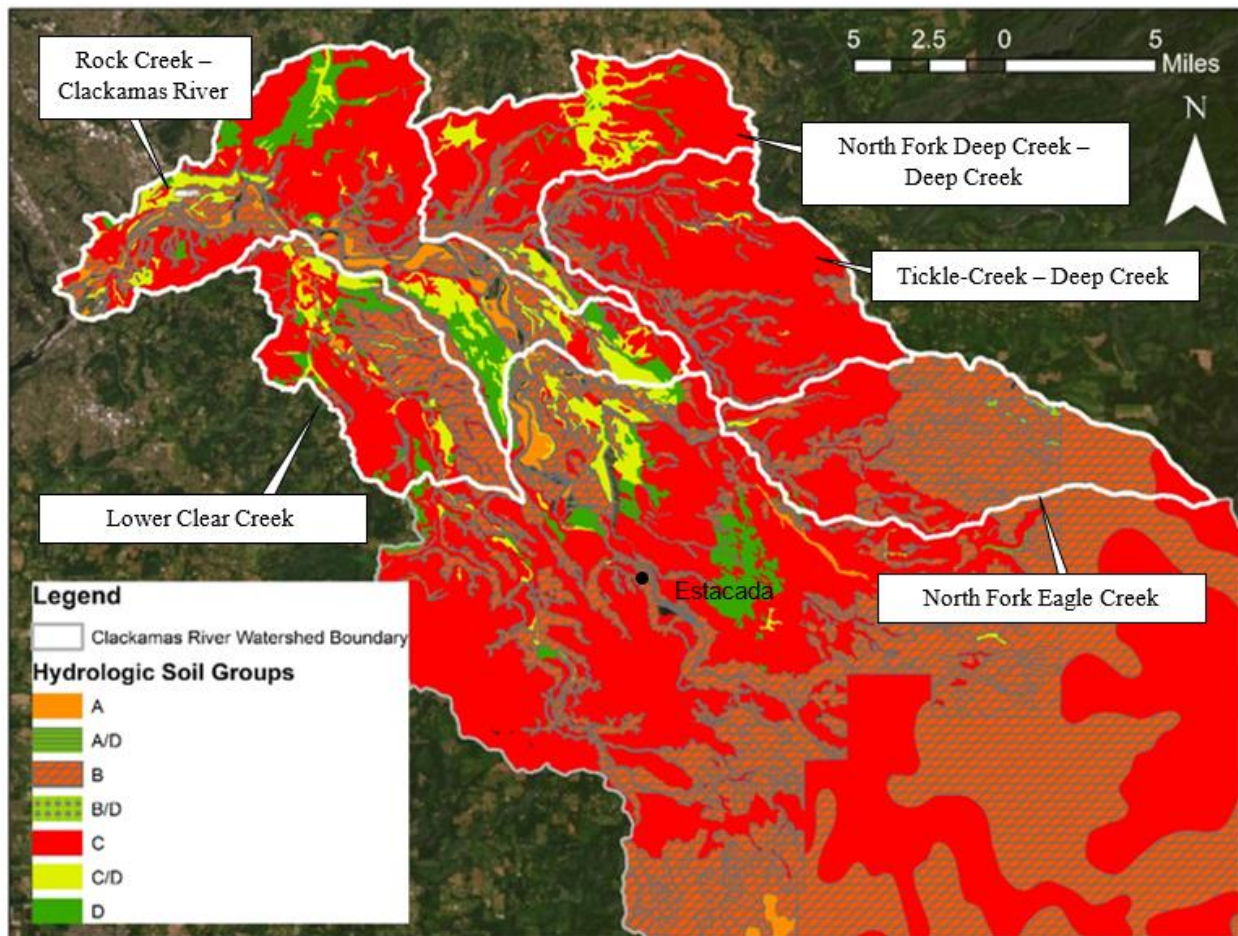 Rock Creek –
Clackamas River
5 2.5 0 5
Miles
N
North Fork Deep Creek –
Deep Creek
Tickle-Creek – Deep Creek
Lower Clear Creek
Estacada
North Fork Eagle Creek
Legend
Clackamas River Watershed Boundary
Hydrologic Soil Groups
A
A/D
B
B/D
C
C/D
D